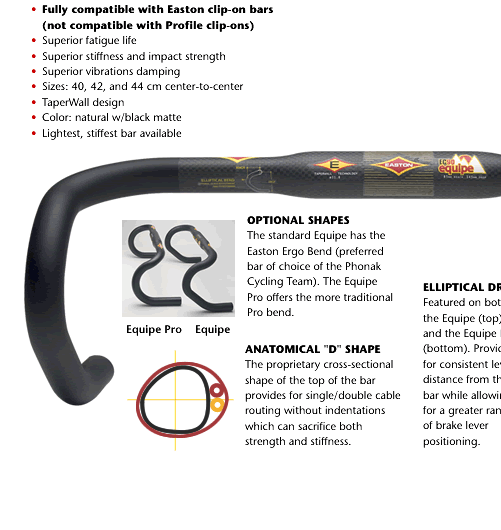 • Fully compatible with Easton clip-on bars
(not compatible with Profile clip-ons)
• Superior fatigue life
• Superior stiffness and impact strength
• Superior vibrations damping
• Sizes: 40, 42, and 44 cm center-to-center
• TaperWall design
• Color: natural w/black matte
• Lightest, stiffest bar available
EASTON
equipe
OPTIONAL SHAPES
The standard Equipe has the
Easton Ergo Bend (preferred
bar of choice of the Phonak
Cycling Team). The Equipe
Pro offers the more traditional
Pro bend.
Equipe Pro Equipe
ANATOMICAL "D" SHAPE
The proprietary cross-sectional
shape of the top of the bar
provides for single/double cable
routing without indentations
which can sacrifice both
strength and stiffness.
ELLIPTICAL DR
Featured on bot
the Equipe (top)
and the Equipe
(bottom). Provid
for consistent le
distance from th
bar while allowi
for a greater ran
of brake lever
positioning.